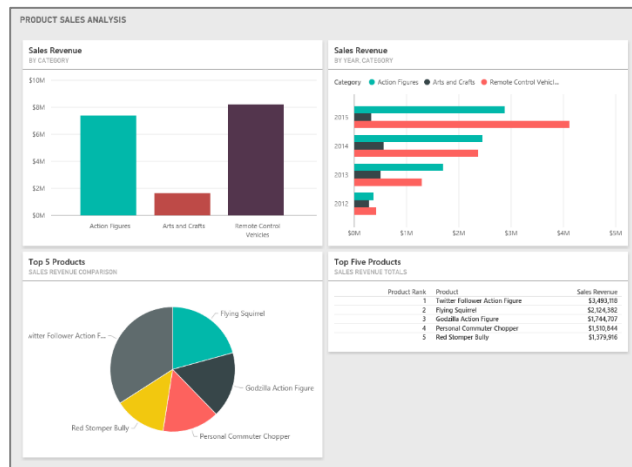 PRODUCT SALES ANALYSIS
Sales Revenue
BY CATEGORY
$10M
$8M
$6M
$4M
$2M
$0M
Action Figures
Arts and Crafts
Remote Control
Vehicles
Sales Revenue
BY YEAR, CATEGORY
Category Action Figures Arts and Crafts Remote Control Vehicl...
2015
2014
2013
2012
$0M $1M $2M $3M $4M $5M
Top 5 Products
SALES REVENUE COMPARISON
Flying Squirrel
witter Follower Action F...
Godzilla Action Figure
Red Stomper Bully
Personal Commuter Chopper
Top Five Products
SALES REVENUE TOTALS
Product Rank Product Sales Revenue
1 Twitter Follower Action Figure $3,493,118
2 Flying Squirrel $2,124,382
3 Godzilla Action Figure $1,744,707
4 Personal Commuter Chopper $1,510,844
5 Red Stomper Bully $1,379,916